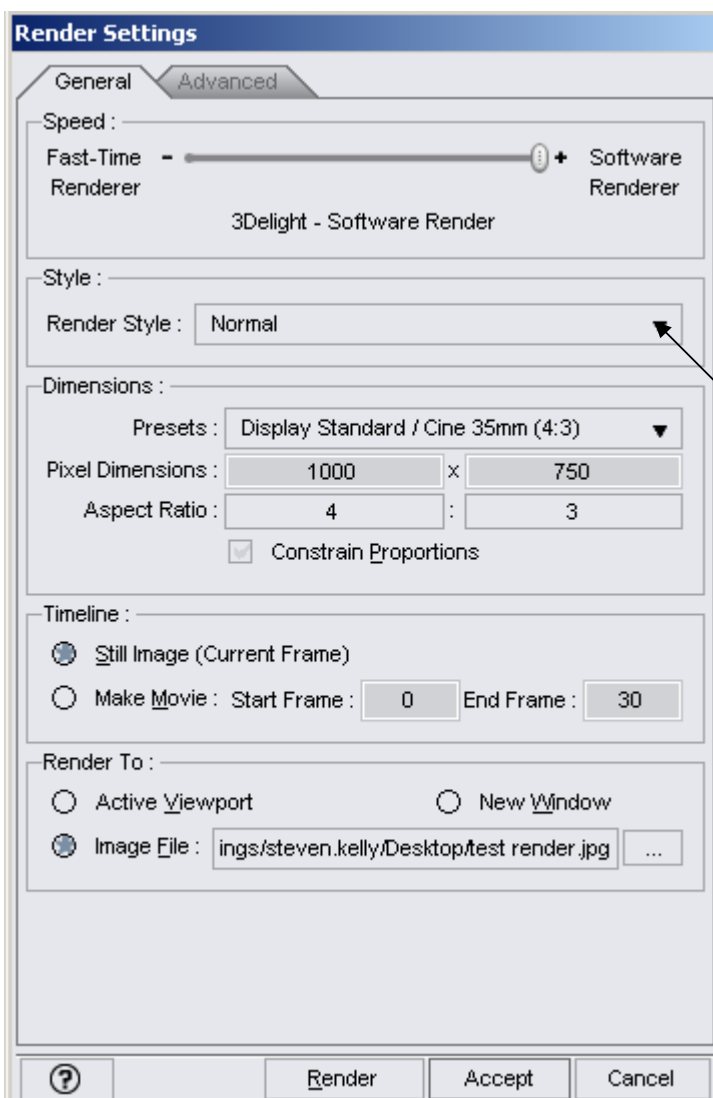 Render Settings
General Advanced
Speed :
Fast-Time Renderer - + Software Renderer
3Delight - Software Render
Style :
Render Style : Normal
Dimensions :
Presets : Display Standard / Cine 35mm (4:3)
Pixel Dimensions : 1000 x 750
Aspect Ratio : 4 : 3
Constrain Proportions
Timeline :
Still Image (Current Frame)
Make Movie : Start Frame : 0 End Frame : 30
Render To :
Active Viewport New Window
Image File : ings/steven.kelly/Desktop/test render.jpg ...
? Render Accept Cancel